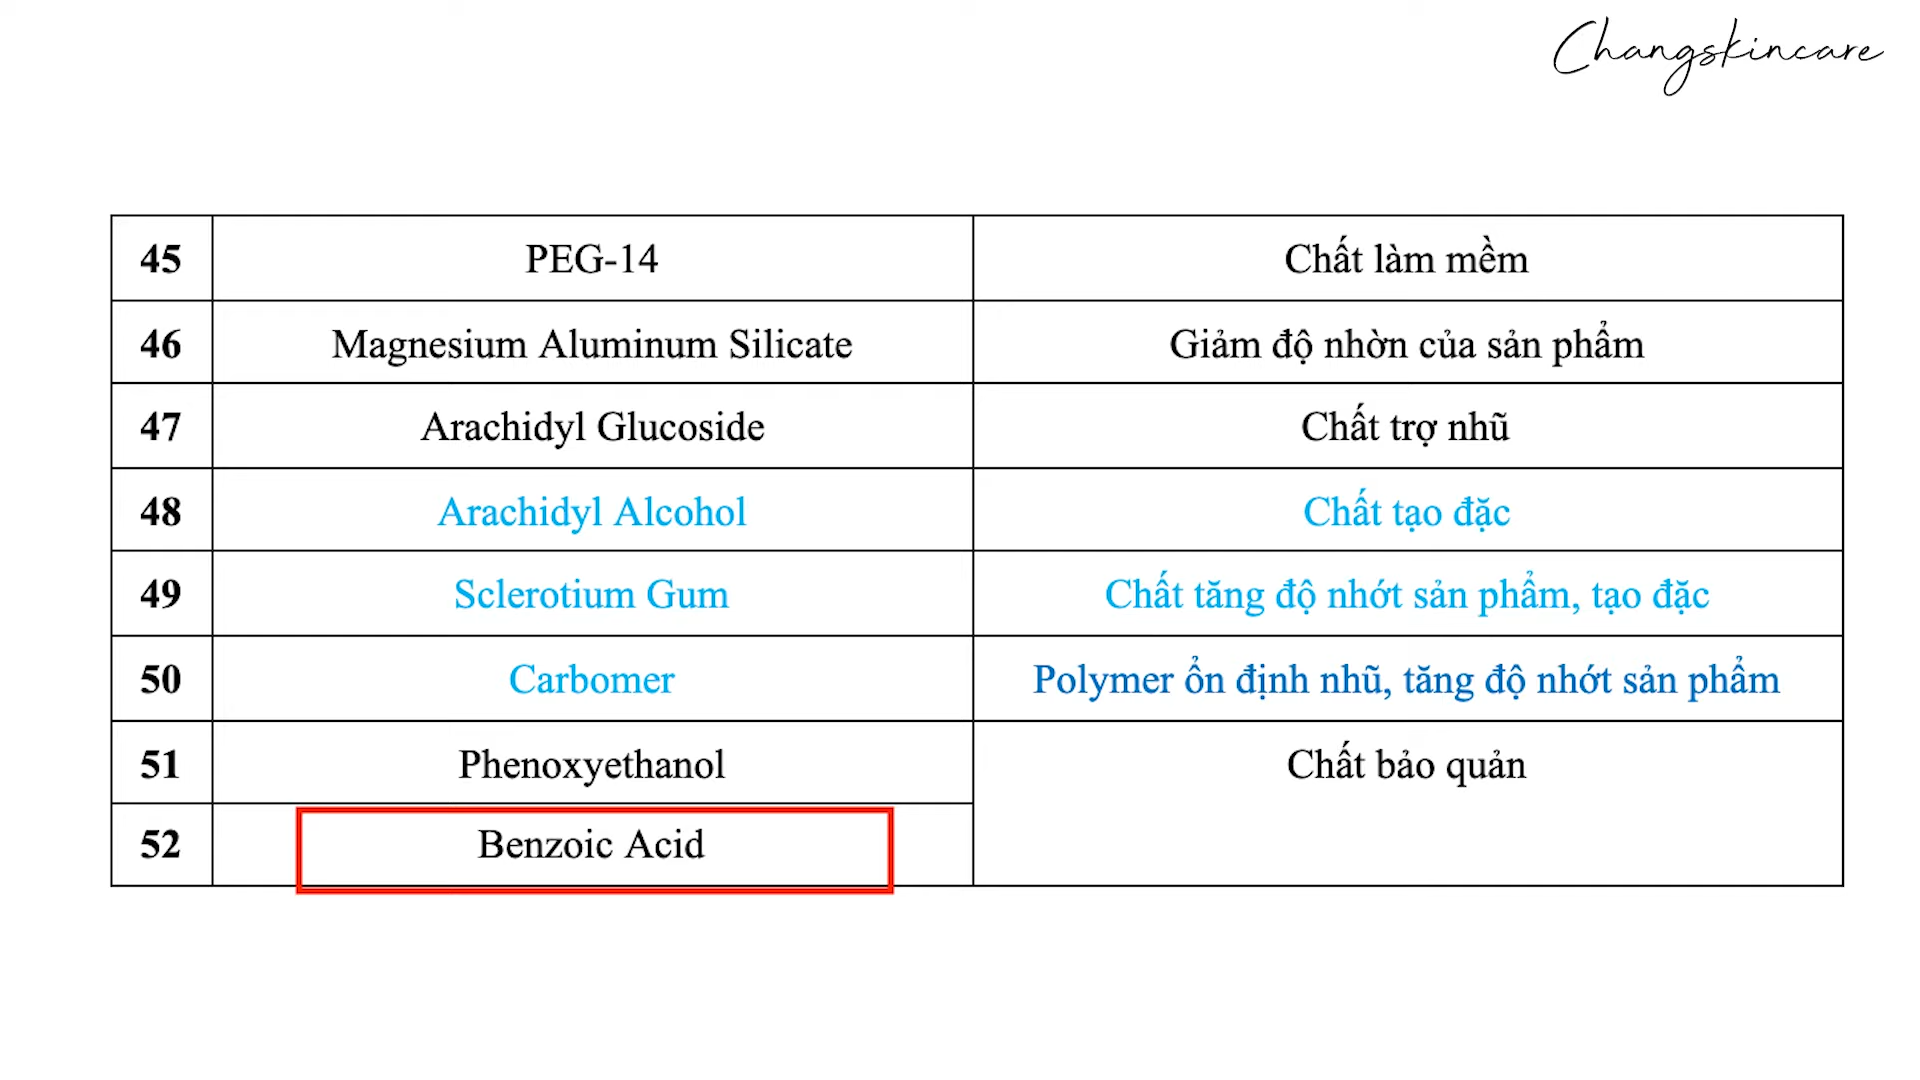 Changskincare
45 PEG-14 Chất làm mềm
46 Magnesium Aluminum Silicate Giảm độ nhờn của sản phẩm
47 Arachidyl Glucoside Chất trợ nhũ
48 Arachidyl Alcohol Chất tạo đặc
49 Sclerotium Gum Chất tăng độ nhớt sản phẩm, tạo đặc
50 Carbomer Polymer ổn định nhũ, tăng độ nhớt sản phẩm
51 Phenoxyethanol Chất bảo quản
52 Benzoic Acid